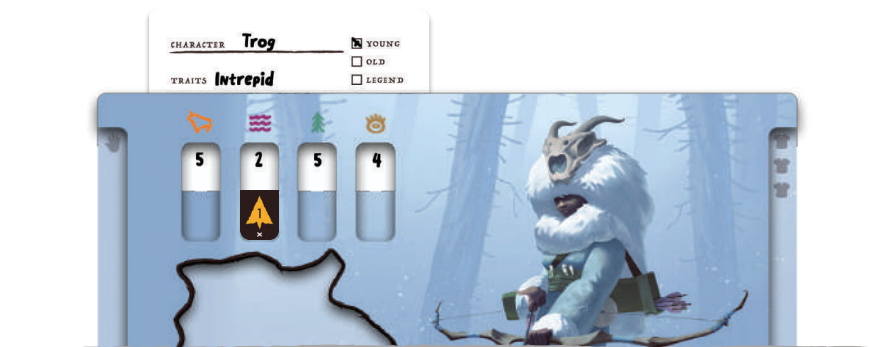 CHARACTER Trog
YOUNG
OLD
TRAITS Intrepid
LEGEND
5 2 5 4
1
×